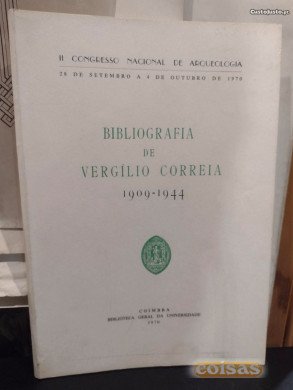 II CONGRESSO NACIONAL DE ARQUEOLOGIA
28 DE SETEMBRO A 1 DE OUTUBRO DE 1970
BIBLIOGRAFIA
DE
VERGÍLIO CORREIA
1909-1944
COIMBRA
BIBLIOTECA GERAL DA UNIVERSIDADE
1970
coisas